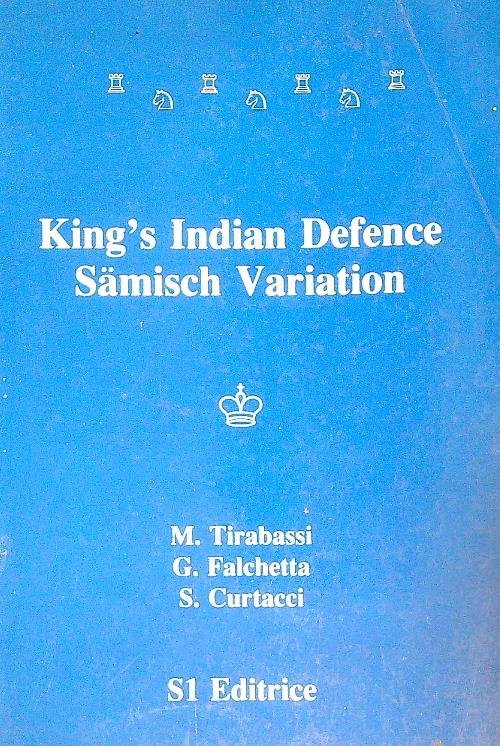 King's Indian Defence
Sämisch Variation
M. Tirabassi
G. Falchetta
S. Curtacci
S1 Editrice